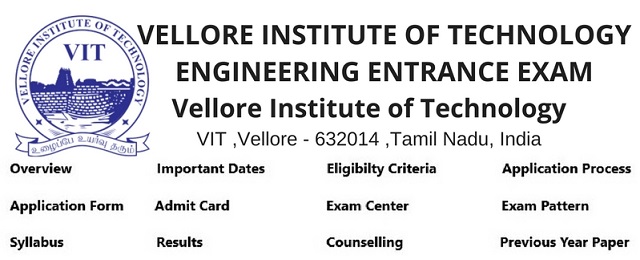 VELLORE INSTITUTE OF TECHNOLOGY
VIT
உழைப்பே உயர்வு தரும்
VELLORE INSTITUTE OF TECHNOLOGY
ENGINEERING ENTRANCE EXAM
Vellore Institute of Technology
VIT ,Vellore - 632014 ,Tamil Nadu, India
Overview Important Dates Eligibilty Criteria Application Process
Application Form Admit Card Exam Center Exam Pattern
Syllabus Results Counselling Previous Year Paper